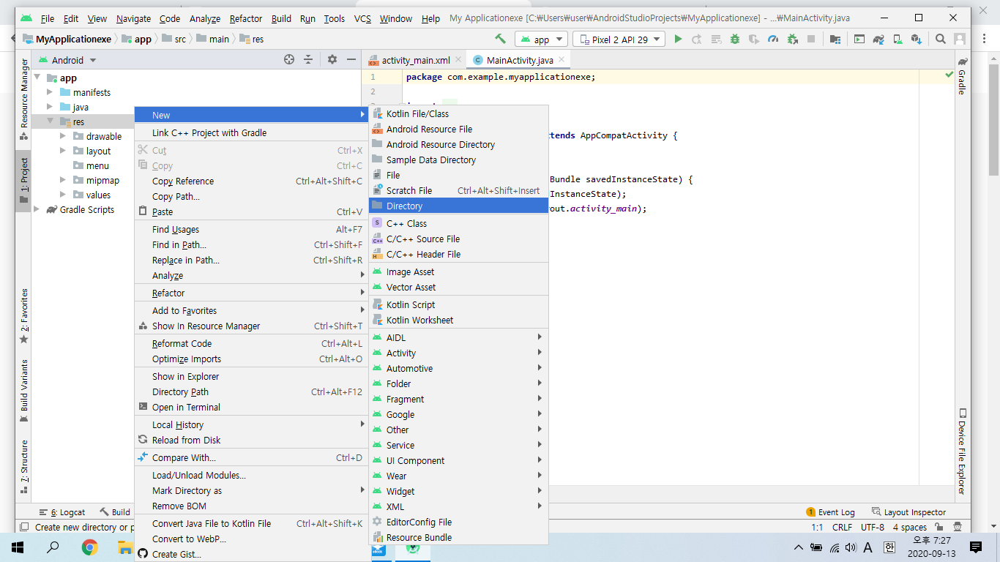 File Edit View Navigate Code Analyze Refactor Build Run Tools VCS Window Help My Applicationexe [C:₩Users₩user₩AndroidStudioProjects₩MyApplicationexe] - ...₩MainActivity.java
MyApplicationexe app src main res app Pixel 2 API 29
Android
activity_main.xml MainActivity.java
Resource Manager
1: Project
2: Favorites
Build Variants
7: Structure
app
manifests
java
res
drawable
layout
menu
mipmap
values
Gradle Scripts
1 package com.example.myapplicationexe;
2
tends AppCompatActivity {
Bundle savedInstanceState) {
InstanceState);
out.activity_main);
New
Link C++ Project with Gradle
Cut Ctrl+X
Copy Ctrl+C
Copy Reference Ctrl+Alt+Shift+C
Copy Path...
Paste Ctrl+V
Find Usages Alt+F7
Find in Path... Ctrl+Shift+F
Replace in Path... Ctrl+Shift+R
Analyze
Refactor
Add to Favorites
Show In Resource Manager Ctrl+Shift+T
Reformat Code Ctrl+Alt+L
Optimize Imports Ctrl+Alt+O
Show in Explorer
Directory Path Ctrl+Alt+F12
Open in Terminal
Local History
Reload from Disk
Compare With... Ctrl+D
Load/Unload Modules...
Mark Directory as
Remove BOM
Convert Java File to Kotlin File Ctrl+Alt+Shift+K
Convert to WebP...
Create Gist...
Kotlin File/Class
Android Resource File
Android Resource Directory
Sample Data Directory
File
Scratch File Ctrl+Alt+Shift+Insert
Directory
C++ Class
C/C++ Source File
C/C++ Header File
Image Asset
Vector Asset
Kotlin Script
Kotlin Worksheet
AIDL
Activity
Automotive
Folder
Fragment
Google
Other
Service
UI Component
Wear
Widget
XML
EditorConfig File
Resource Bundle
Gradle
Device File Explorer
6: Logcat Build
Event Log Layout Inspector
Create new directory or p
1:1 CRLF UTF-8 4 spaces
A 한 오후 7:27
2020-09-13